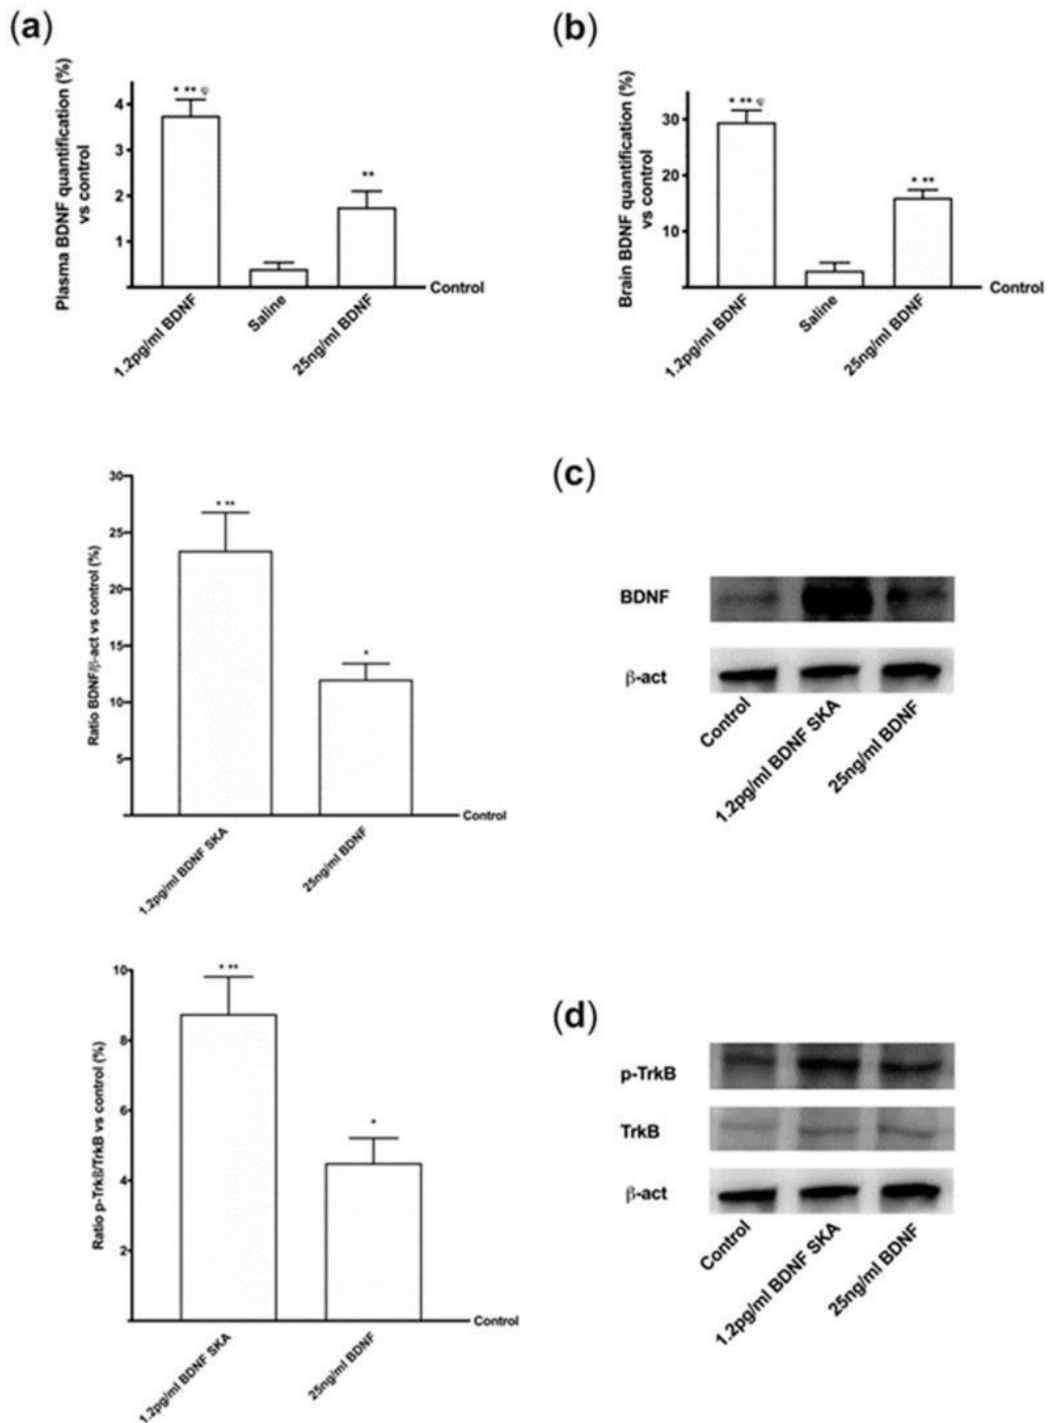 (a)
Plasma BDNF quantification (%)
vs control
4
3
2
1
* ** φ
**
Control
1.2pg/ml BDNF
Saline
25ng/ml BDNF
(b)
Brain BDNF quantification (%)
vs control
30
20
10
* ** φ
* **
Control
1.2pg/ml BDNF
Saline
25ng/ml BDNF
Ratio BDNF/β-act vs control (%)
30
25
20
15
10
5
* **
*
Control
1.2pg/ml BDNF SKA
25ng/ml BDNF
(c)
BDNF
β-act
Control
1.2pg/ml BDNF SKA
25ng/ml BDNF
Ratio p-TrkB/TrkB vs control (%)
10
8
6
4
2
* **
*
Control
1.2pg/ml BDNF SKA
25ng/ml BDNF
(d)
p-TrkB
TrkB
β-act
Control
1.2pg/ml BDNF SKA
25ng/ml BDNF